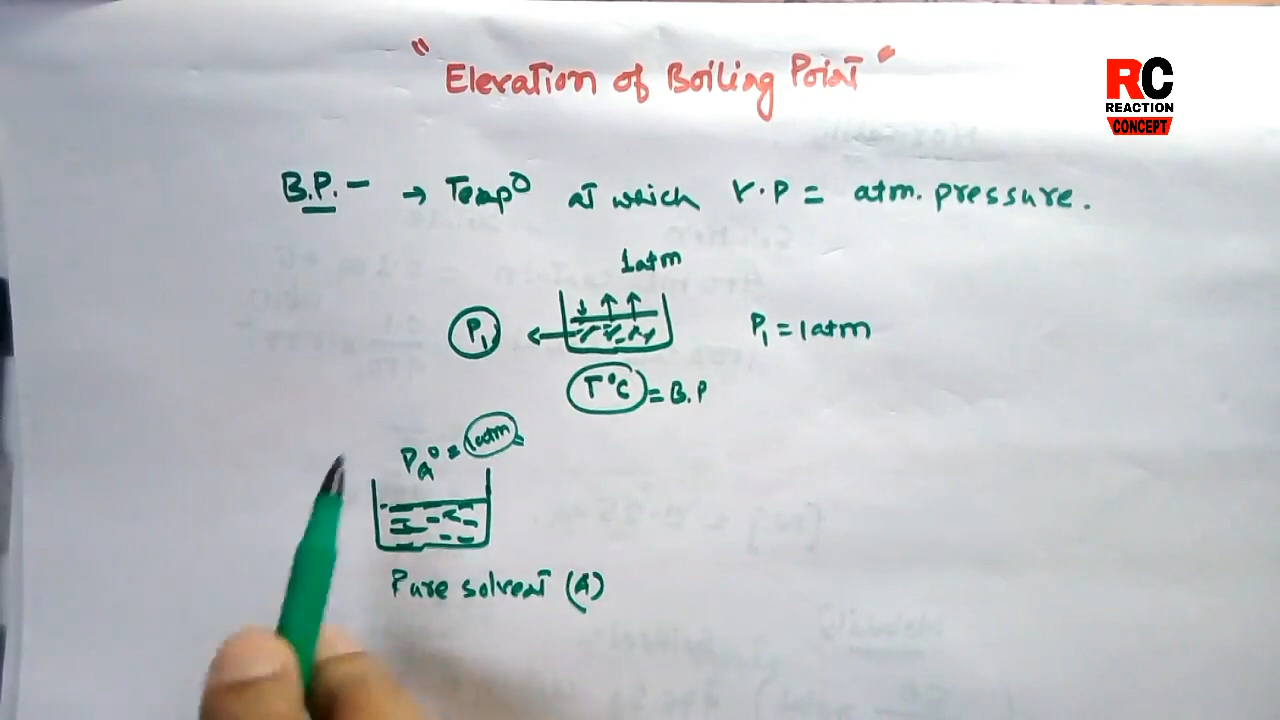 "Elevation of Boiling Point"
RC
REACTION
CONCEPT
B.P. - → Temp° at which V.P = atm. pressure.
1atm
P₁
P₁ = 1atm
T°C = B.P
P_A° = 1atm
Pure solvent (A)